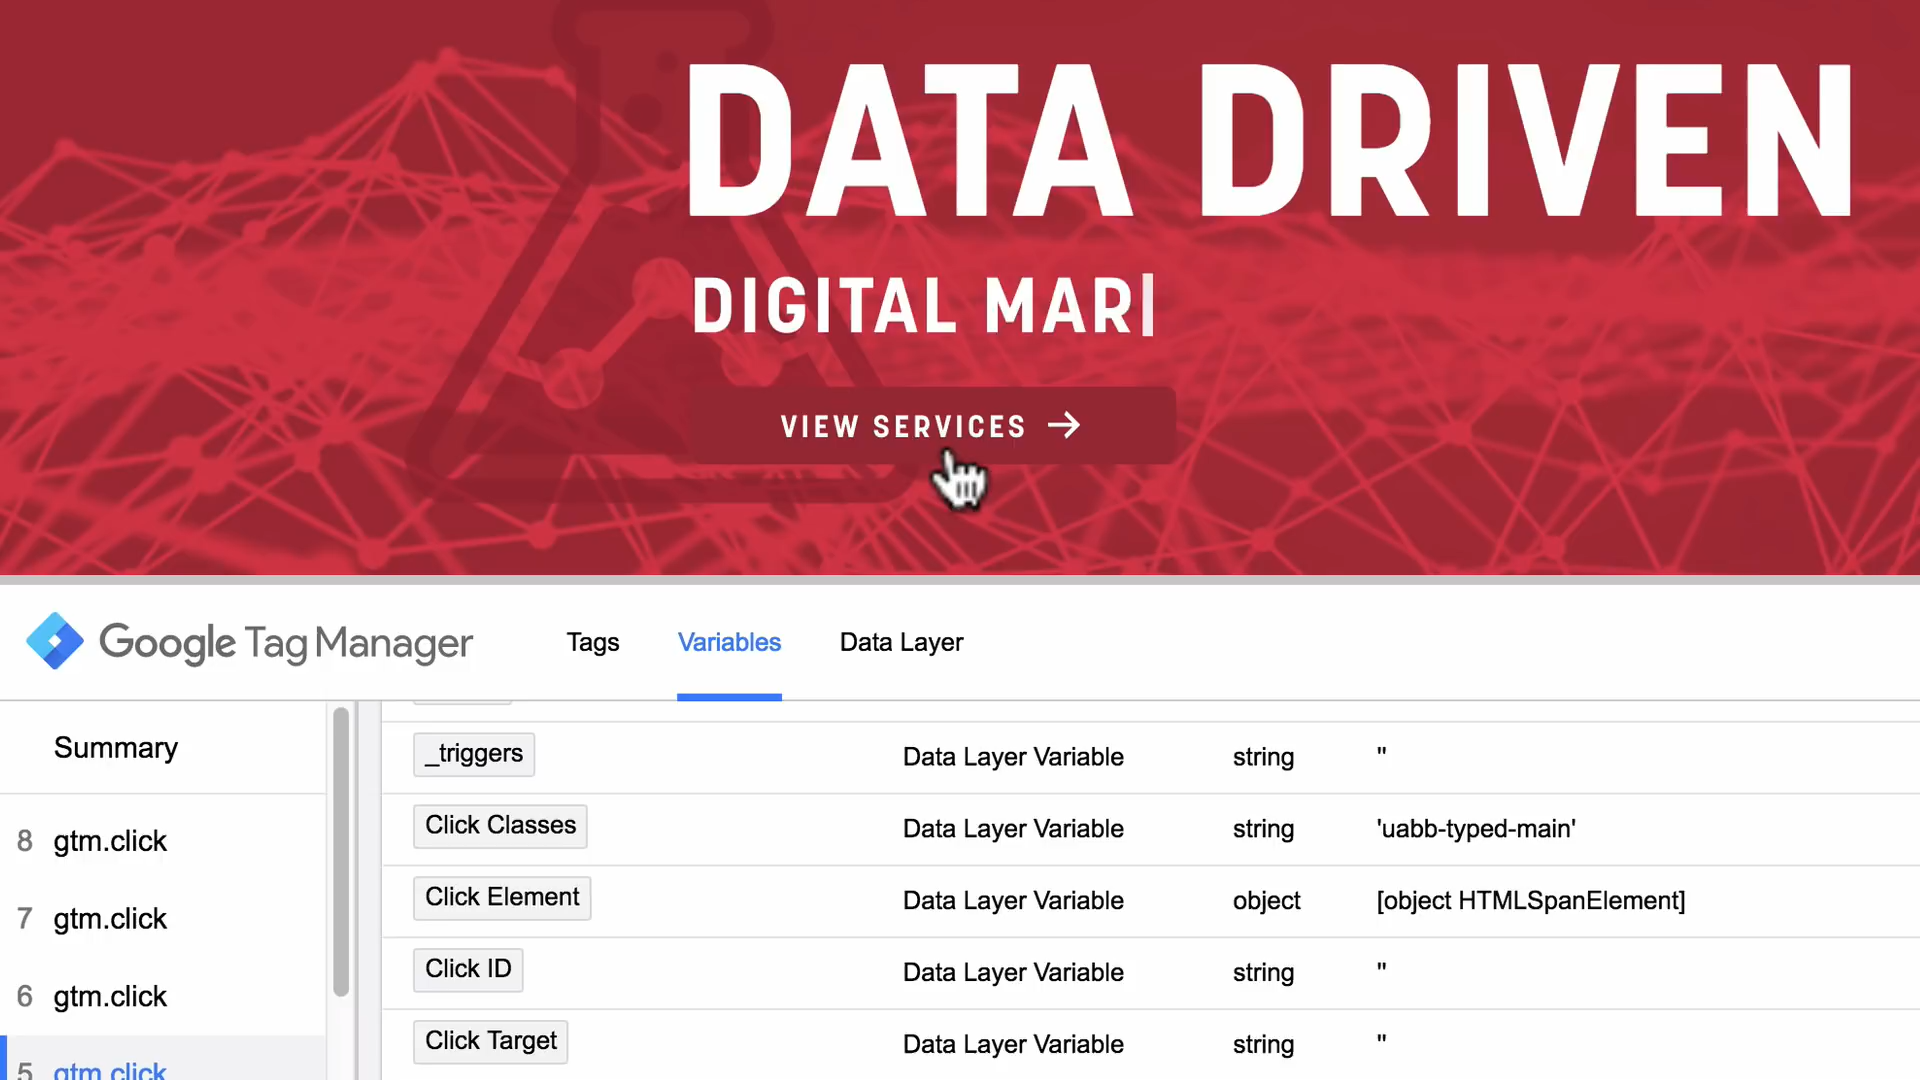 DATA DRIVEN
DIGITAL MAR|
VIEW SERVICES →
Google Tag Manager
Tags Variables Data Layer
Summary
_triggers Data Layer Variable string ''
8 gtm.click
Click Classes Data Layer Variable string 'uabb-typed-main'
7 gtm.click
Click Element Data Layer Variable object [object HTMLSpanElement]
6 gtm.click
Click ID Data Layer Variable string ''
5 gtm.click
Click Target Data Layer Variable string ''